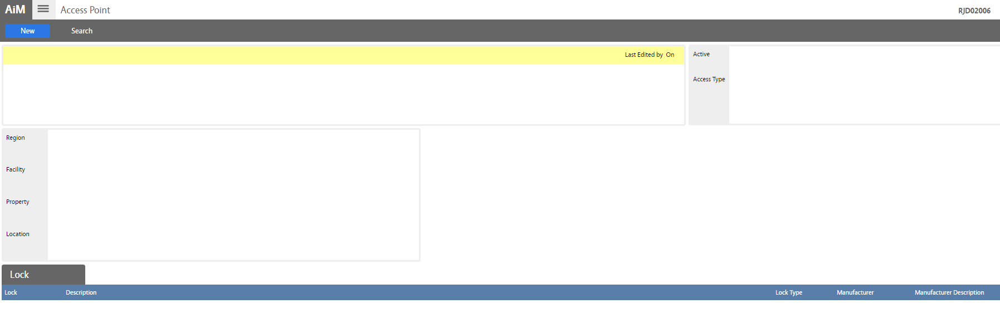 AiM Access Point RJD02006
New Search
Last Edited by On
Active
Access Type
Region
Facility
Property
Location
Lock
Lock Description Lock Type Manufacturer Manufacturer Description